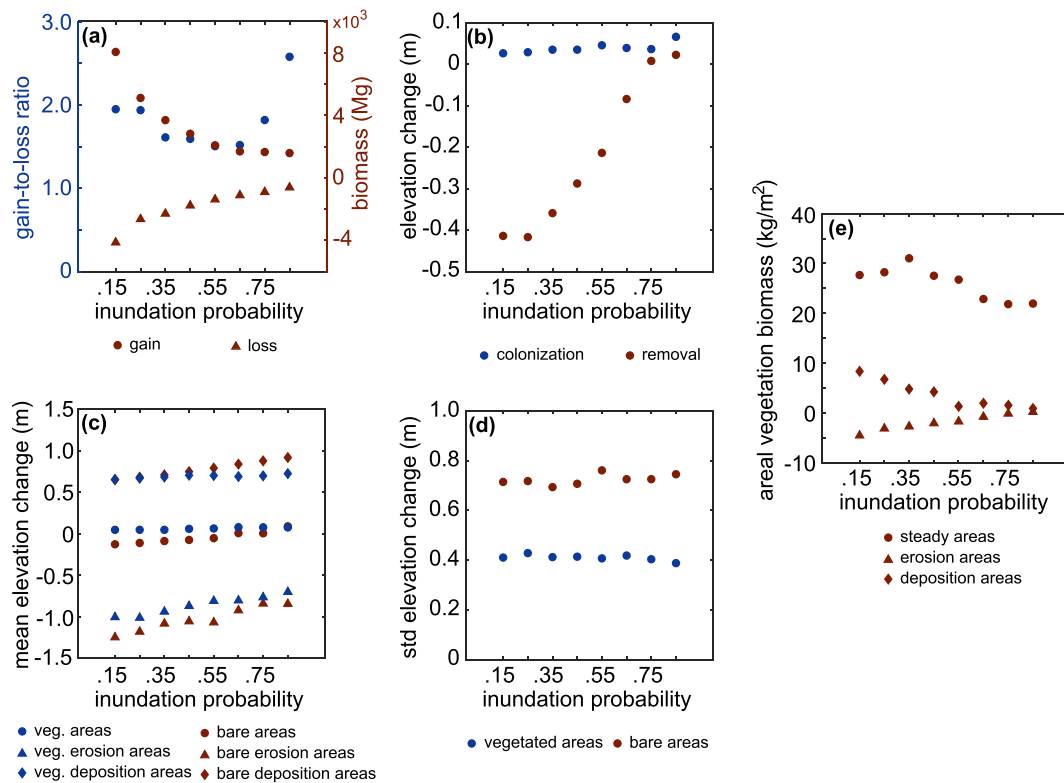 (a)
3.0
2.0
1.0
0
gain-to-loss ratio
×10³
8
4
0
-4
biomass (Mg)
.15 .35 .55 .75
inundation probability
gain loss
(b)
0.1
0
-0.1
-0.2
-0.3
-0.4
-0.5
elevation change (m)
.15 .35 .55 .75
inundation probability
colonization removal
(c)
1.5
1.0
0.5
0
-0.5
-1.0
-1.5
mean elevation change (m)
.15 .35 .55 .75
inundation probability
veg. areas bare areas
veg. erosion areas bare erosion areas
veg. deposition areas bare deposition areas
(d)
1.0
0.8
0.6
0.4
0.2
0
std elevation change (m)
.15 .35 .55 .75
inundation probability
vegetated areas bare areas
(e)
40
30
20
10
0
-10
areal vegetation biomass (kg/m²)
.15 .35 .55 .75
inundation probability
steady areas
erosion areas
deposition areas